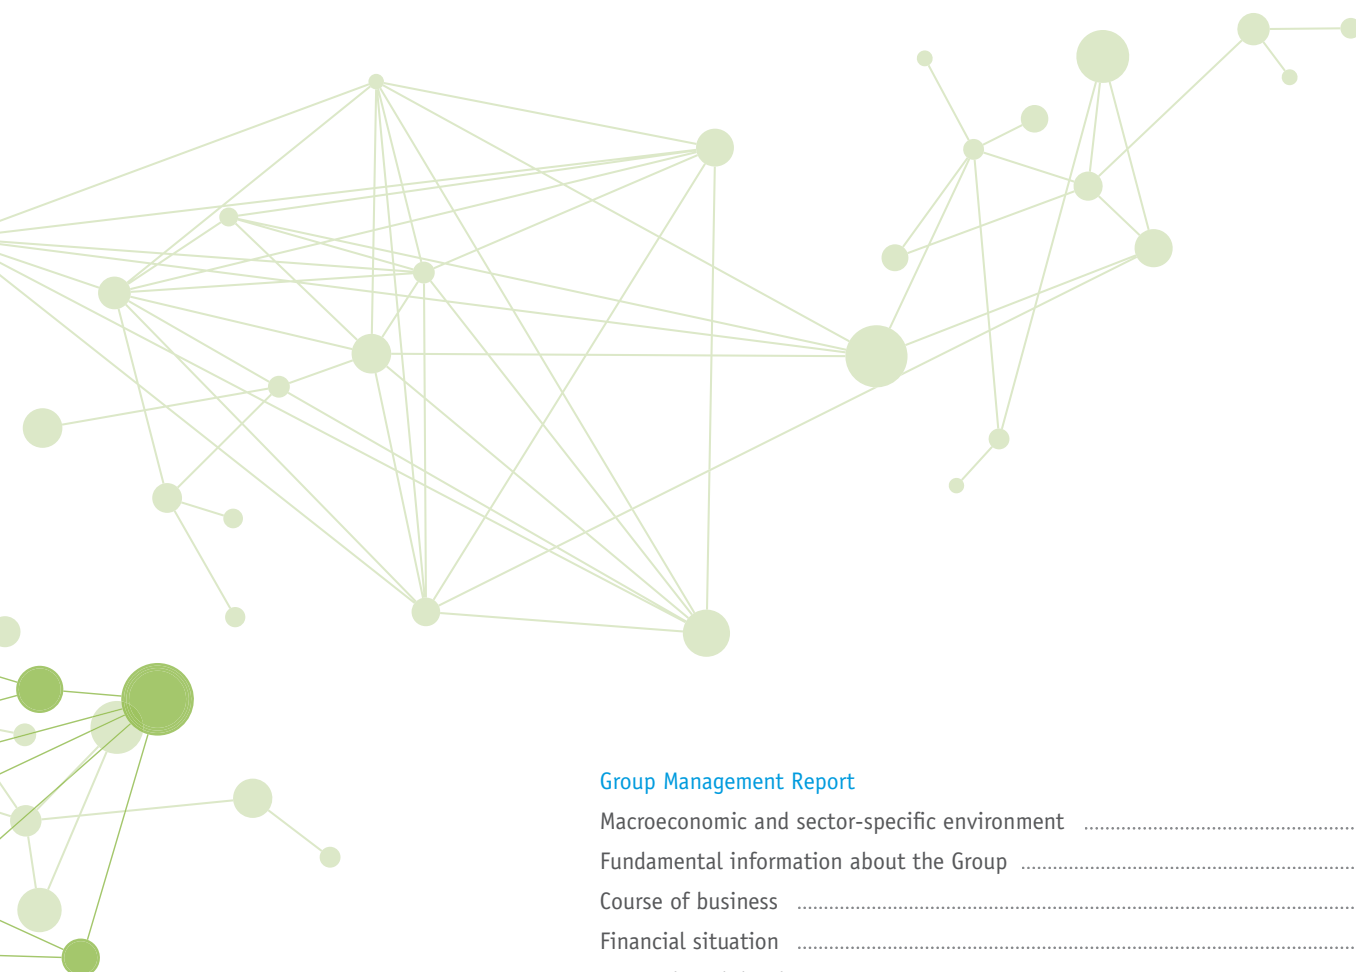 Group Management Report
Macroeconomic and sector-specific environment ................................................
Fundamental information about the Group ................................................
Course of business ................................................
Financial situation ................................................